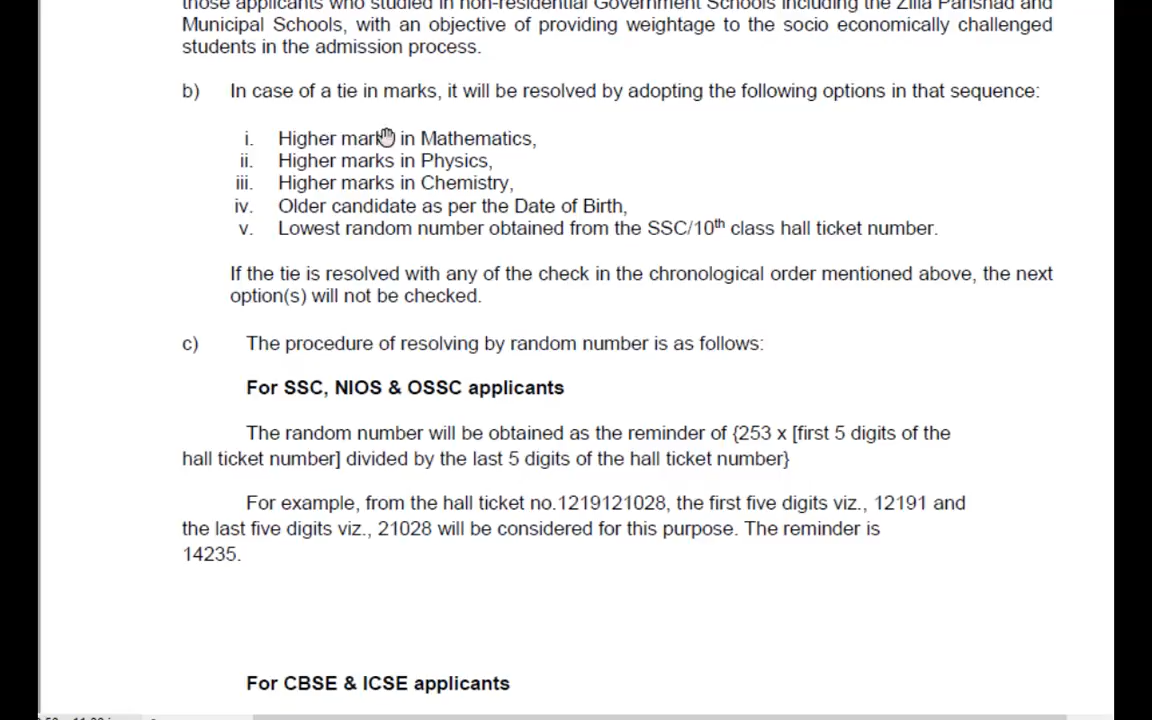 those applicants who studied in non-residential Government Schools including the Zilla Parishad and
Municipal Schools, with an objective of providing weightage to the socio economically challenged
students in the admission process.
b) In case of a tie in marks, it will be resolved by adopting the following options in that sequence:
i. Higher marks in Mathematics,
ii. Higher marks in Physics,
iii. Higher marks in Chemistry,
iv. Older candidate as per the Date of Birth,
v. Lowest random number obtained from the SSC/10th class hall ticket number.
If the tie is resolved with any of the check in the chronological order mentioned above, the next
option(s) will not be checked.
c) The procedure of resolving by random number is as follows:
For SSC, NIOS & OSSC applicants
The random number will be obtained as the reminder of {253 x [first 5 digits of the
hall ticket number] divided by the last 5 digits of the hall ticket number}
For example, from the hall ticket no.1219121028, the first five digits viz., 12191 and
the last five digits viz., 21028 will be considered for this purpose. The reminder is
14235.
For CBSE & ICSE applicants